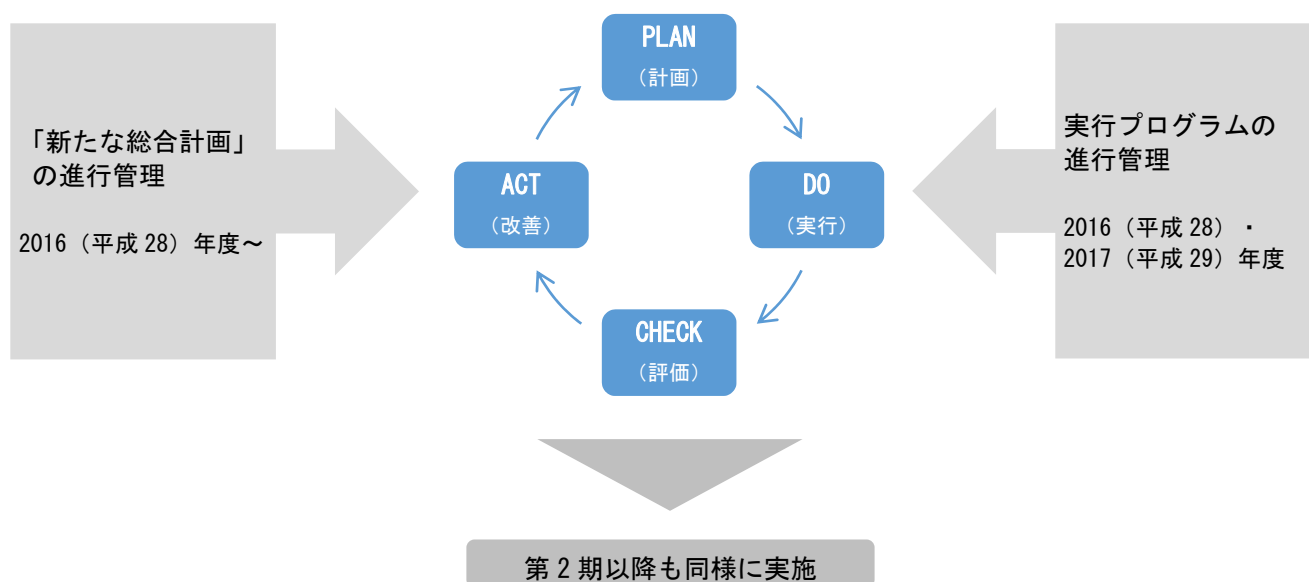 「新たな総合計画」
の進行管理
2016（平成 28）年度～
PLAN
（計画）
ACT
（改善）
DO
（実行）
CHECK
（評価）
実行プログラムの
進行管理
2016（平成 28）・
2017（平成 29）年度
第 2 期以降も同様に実施